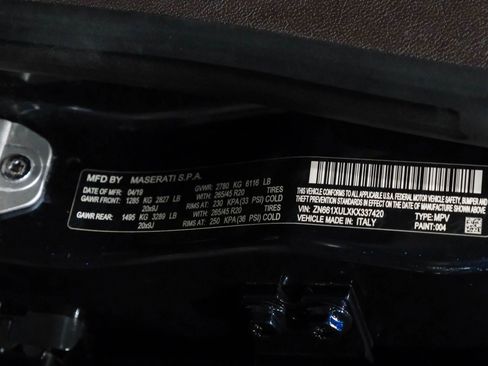 MFD BY MASERATI S.P.A.
DATE OF MFR: 04/19 GVWR: 2780 KG 6116 LB
GAWR FRONT: 1285 KG 2827 LB WITH 265/45 R20 TIRES
20x9J RIMS AT 230 KPA(33 PSI) COLD
GAWR REAR: 1495 KG 3289 LB WITH 265/45 R20 TIRES
20x9J RIMS AT 250 KPA(36 PSI) COLD
THIS VEHICLE CONFORMS TO ALL APPLICABLE U.S.A. FEDERAL MOTOR VEHICLE SAFETY, BUMPER AND
THEFT PREVENTION STANDARDS IN EFFECT ON THE DATE OF MANUFACTURE SHOWN ABOVE
VIN: ZN661XULXKX337420 TYPE: MPV
VEHICLE MADE IN: ITALY PAINT:004